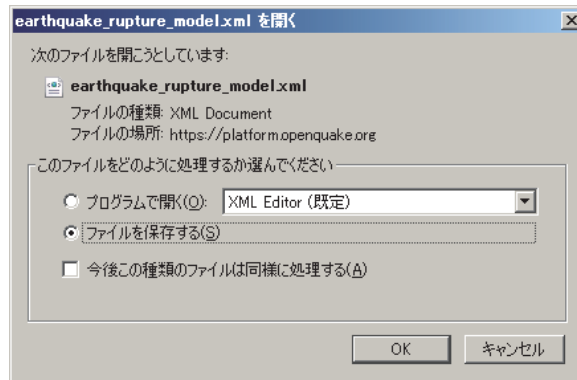 earthquake_rupture_model.xml を開く
次のファイルを開こうとしています:
earthquake_rupture_model.xml
ファイルの種類: XML Document
ファイルの場所: https://platform.openquake.org
このファイルをどのように処理するか選んでください
プログラムで開く(O): XML Editor (既定)
ファイルを保存する(S)
今後この種類のファイルは同様に処理する(A)
OK キャンセル